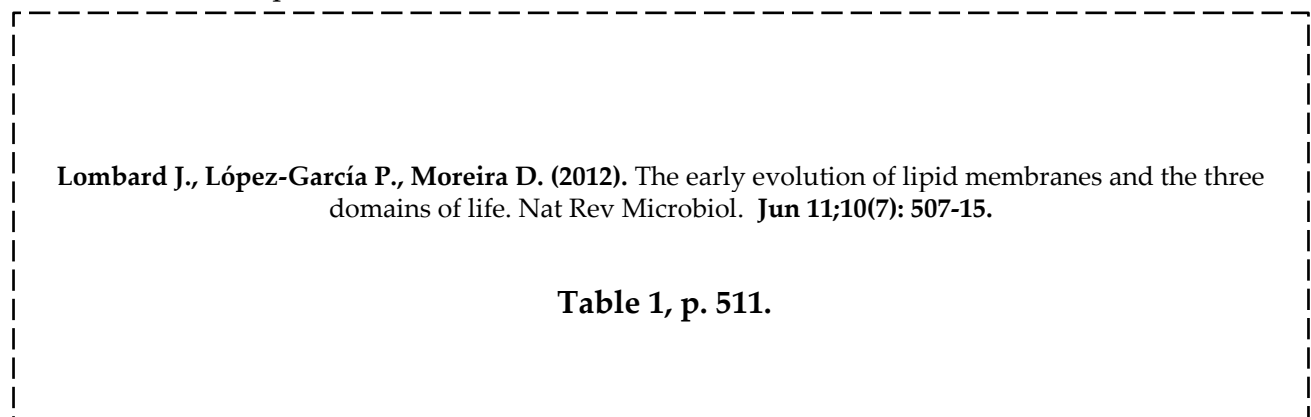 Lombard J., López-García P., Moreira D. (2012). The early evolution of lipid membranes and the three
domains of life. Nat Rev Microbiol.  Jun 11;10(7): 507-15.
Table 1, p. 511.